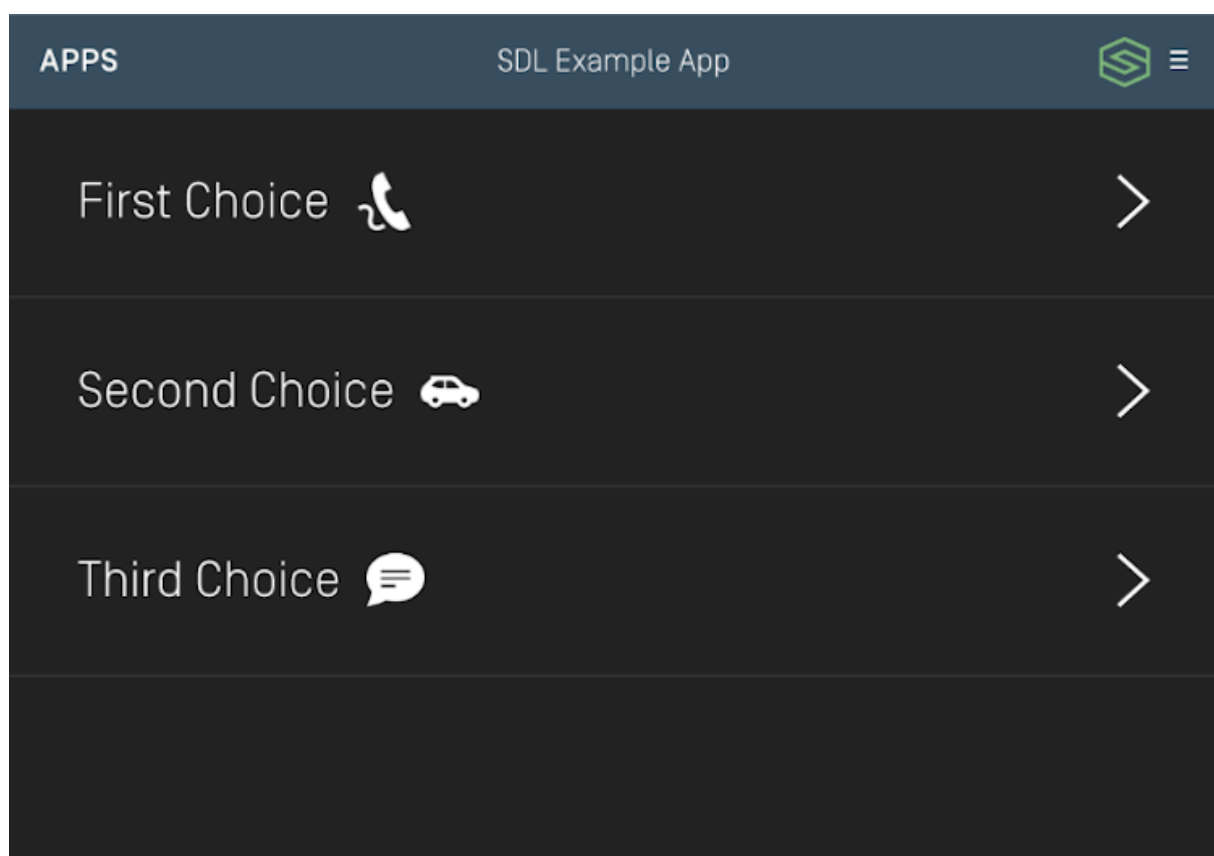 APPS
SDL Example App
First Choice
Second Choice
Third Choice